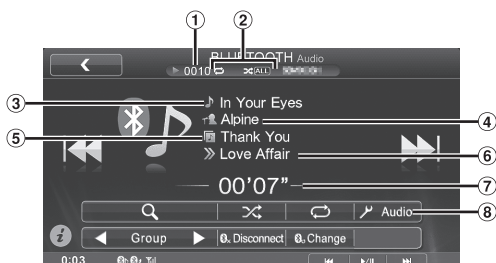 ① ②
BLUETOOTH Audio
0010 ALL
③ In Your Eyes
Alpine ④
⑤ Thank You
Love Affair ⑥
00'07" ⑦
Audio ⑧
Group Disconnect Change
0:03